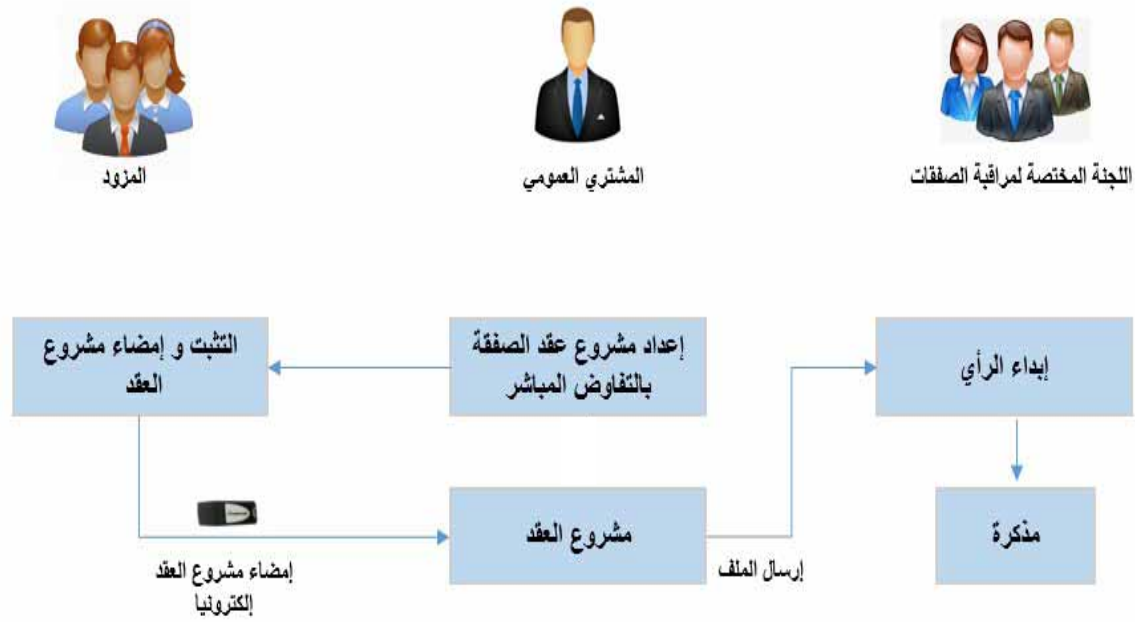 اللجنة المختصة لمراقبة الصفقات
المشتري العمومي
المزود
إبداء الرأي
إعداد مشروع عقد الصفقة
بالتفاوض المباشر
التثبت و إمضاء مشروع
العقد
مذكرة
إرسال الملف
مشروع العقد
إمضاء مشروع العقد
إلكترونيا